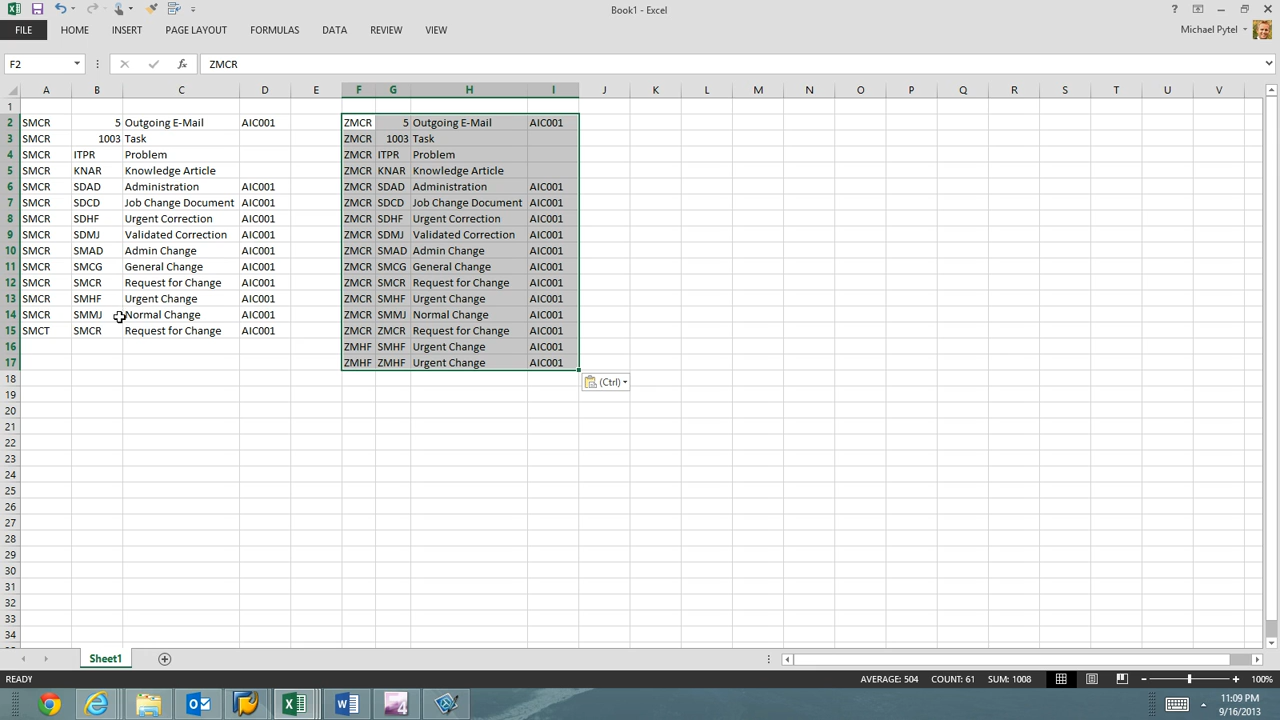 Book1 - Excel
FILE HOME INSERT PAGE LAYOUT FORMULAS DATA REVIEW VIEW Michael Pytel
F2 ZMCR
A B C D E F G H I J K L M N O P Q R S T U V
1
2 SMCR 5 Outgoing E-Mail AIC001 ZMCR 5 Outgoing E-Mail AIC001
3 SMCR 1003 Task ZMCR 1003 Task
4 SMCR ITPR Problem ZMCR ITPR Problem
5 SMCR KNAR Knowledge Article ZMCR KNAR Knowledge Article
6 SMCR SDAD Administration AIC001 ZMCR SDAD Administration AIC001
7 SMCR SDCD Job Change Document AIC001 ZMCR SDCD Job Change Document AIC001
8 SMCR SDHF Urgent Correction AIC001 ZMCR SDHF Urgent Correction AIC001
9 SMCR SDMJ Validated Correction AIC001 ZMCR SDMJ Validated Correction AIC001
10 SMCR SMAD Admin Change AIC001 ZMCR SMAD Admin Change AIC001
11 SMCR SMCG General Change AIC001 ZMCR SMCG General Change AIC001
12 SMCR SMCR Request for Change AIC001 ZMCR SMCR Request for Change AIC001
13 SMCR SMHF Urgent Change AIC001 ZMCR SMHF Urgent Change AIC001
14 SMCR SMMJ Normal Change AIC001 ZMCR SMMJ Normal Change AIC001
15 SMCT SMCR Request for Change AIC001 ZMCR ZMCR Request for Change AIC001
16 ZMHF SMHF Urgent Change AIC001
17 ZMHF ZMHF Urgent Change AIC001
18 (Ctrl)
19
20
21
22
23
24
25
26
27
28
29
30
31
32
33
34
Sheet1
READY AVERAGE: 504 COUNT: 61 SUM: 1008 100%
11:09 PM
9/16/2013